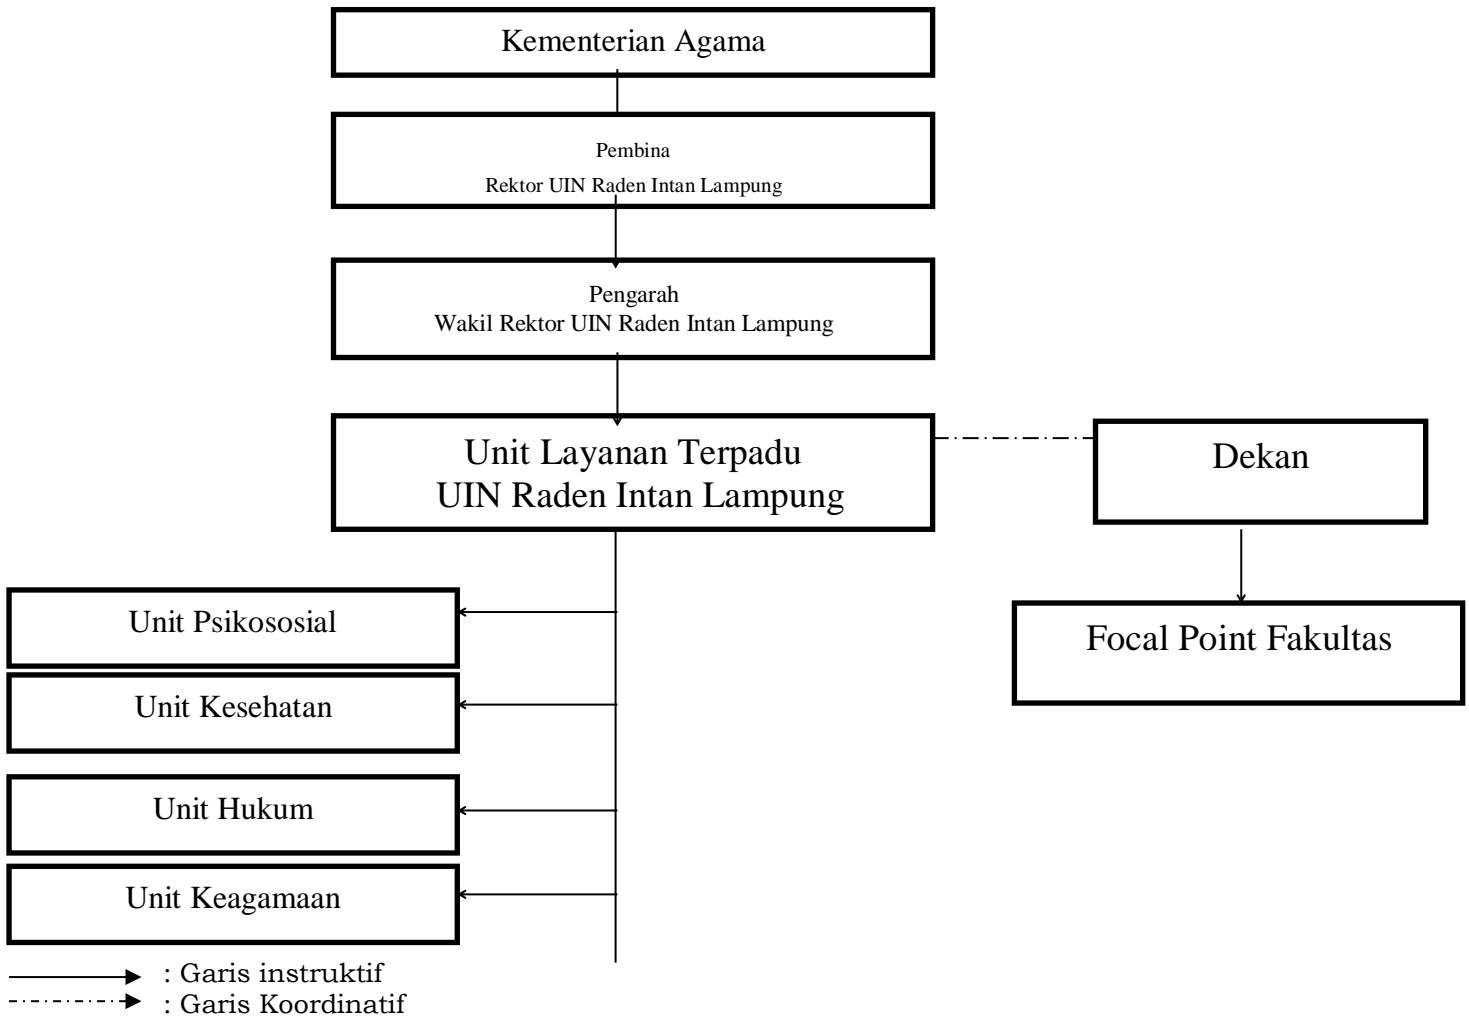 Kementerian Agama
Pembina
Rektor UIN Raden Intan Lampung
Pengarah
Wakil Rektor UIN Raden Intan Lampung
Unit Layanan Terpadu
UIN Raden Intan Lampung
Dekan
Focal Point Fakultas
Unit Psikososial
Unit Kesehatan
Unit Hukum
Unit Keagamaan
: Garis instruktif
: Garis Koordinatif